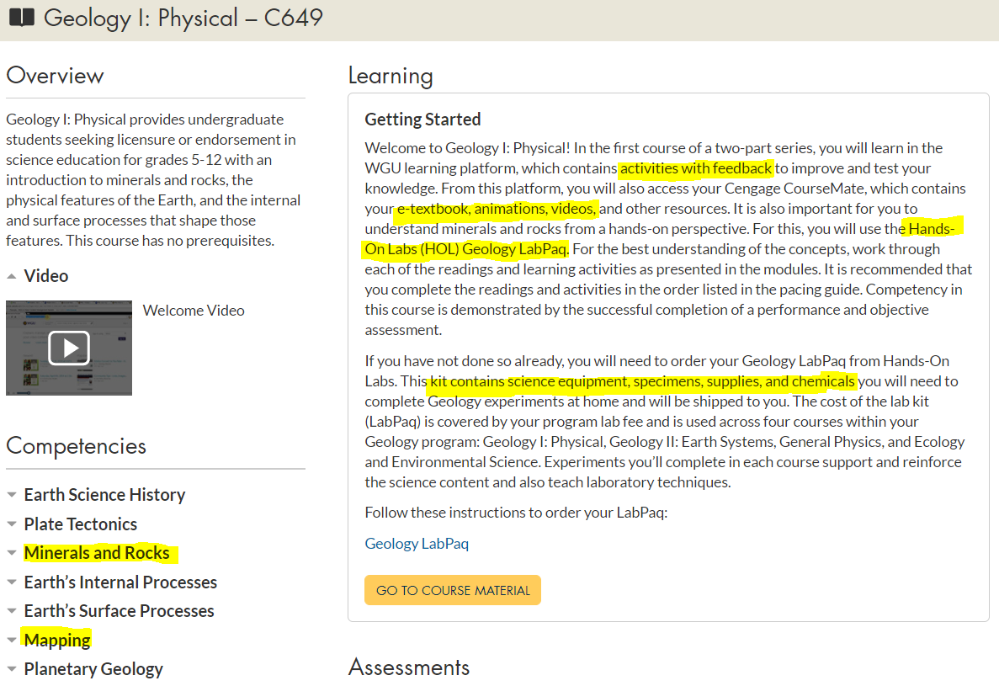 Geology I: Physical – C649
Overview
Geology I: Physical provides undergraduate
students seeking licensure or endorsement in
science education for grades 5-12 with an
introduction to minerals and rocks, the
physical features of the Earth, and the internal
and surface processes that shape those
features. This course has no prerequisites.
Video
Welcome Video
Competencies
Earth Science History
Plate Tectonics
Minerals and Rocks
Earth’s Internal Processes
Earth’s Surface Processes
Mapping
Planetary Geology
Learning
Getting Started
Welcome to Geology I: Physical! In the first course of a two-part series, you will learn in the
WGU learning platform, which contains activities with feedback to improve and test your
knowledge. From this platform, you will also access your Cengage CourseMate, which contains
your e-textbook, animations, videos, and other resources. It is also important for you to
understand minerals and rocks from a hands-on perspective. For this, you will use the Hands-
On Labs (HOL) Geology LabPaq. For the best understanding of the concepts, work through
each of the readings and learning activities as presented in the modules. It is recommended that
you complete the readings and activities in the order listed in the pacing guide. Competency in
this course is demonstrated by the successful completion of a performance and objective
assessment.
If you have not done so already, you will need to order your Geology LabPaq from Hands-On
Labs. This kit contains science equipment, specimens, supplies, and chemicals you will need to
complete Geology experiments at home and will be shipped to you. The cost of the lab kit
(LabPaq) is covered by your program lab fee and is used across four courses within your
Geology program: Geology I: Physical, Geology II: Earth Systems, General Physics, and Ecology
and Environmental Science. Experiments you’ll complete in each course support and reinforce
the science content and also teach laboratory techniques.
Follow these instructions to order your LabPaq:
Geology LabPaq
GO TO COURSE MATERIAL
Assessments